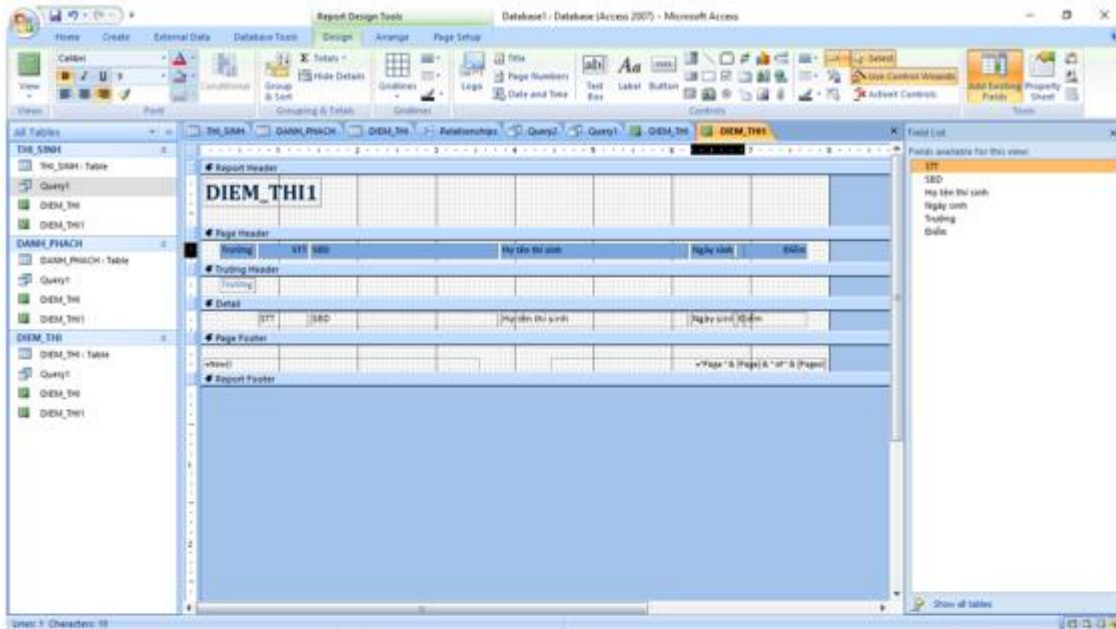 Report Design Tools
Database1 : Database (Access 2007) - Microsoft Access
Home Create External Data Database Tools Design Arrange Page Setup
Calibri
Σ Totals
Hide Details
Title
Page Numbers
Date and Time
Select
Use Control Wizards
ActiveX Controls
View
Conditional
Group & Sort
Gridlines
Logo
Text Box
Label
Button
Add Existing Fields
Property Sheet
Views
Font
Grouping & Totals
Gridlines
Controls
Tools
All Tables
THI_SINH DANH_PHACH DIEM_THI Relationships Query2 Query1 DIEM_THI DIEM_THI1
Field List
Fields available for this view:
STT
SBD
Họ tên thí sinh
Ngày sinh
Trường
Điểm
Show all tables
THI_SINH
THI_SINH : Table
Query1
DIEM_THI
DIEM_THI1
DANH_PHACH
DANH_PHACH : Table
Query1
DIEM_THI
DIEM_THI1
DIEM_THI
DIEM_THI : Table
Query1
DIEM_THI
DIEM_THI1
Report Header
DIEM_THI1
Page Header
Trường STT SBD Họ tên thí sinh Ngày sinh Điểm
Trường Header
Trường
Detail
STT SBD Họ tên thí sinh Ngày sinh Điểm
Page Footer
=Now() ="Page " & [Page] & " of " & [Pages]
Report Footer